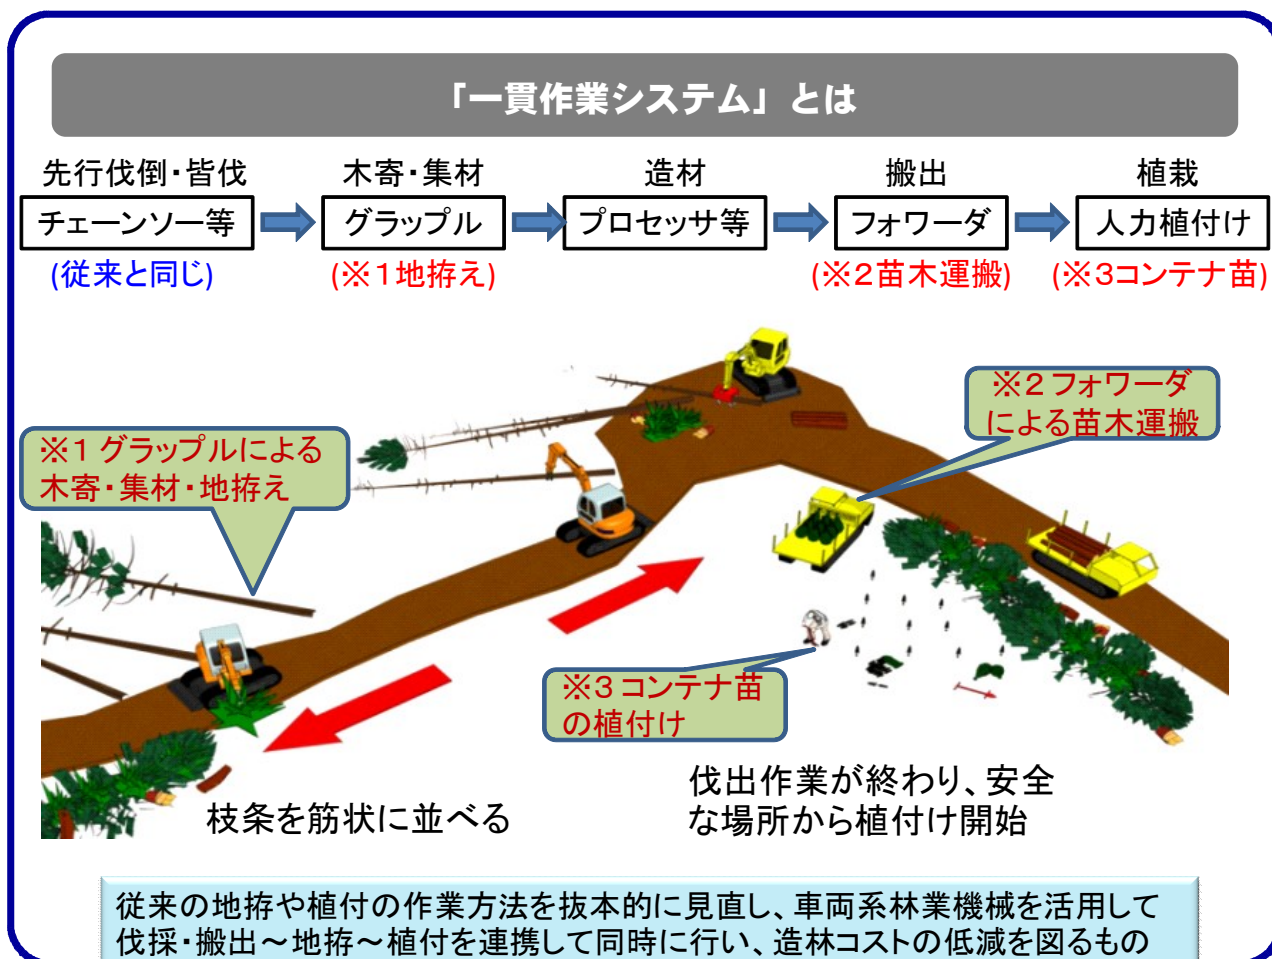 「一貫作業システム」とは
先行伐倒・皆伐
木寄・集材
造材
搬出
植栽
チェーンソー等
グラップル
プロセッサ等
フォワーダ
人力植付け
(従来と同じ)
(※1地拵え)
(※2苗木運搬)
(※3コンテナ苗)
※1 グラップルによる
木寄・集材・地拵え
※2 フォワーダ
による苗木運搬
※3 コンテナ苗
の植付け
枝条を筋状に並べる
伐出作業が終わり、安全
な場所から植付け開始
従来の地拵や植付の作業方法を抜本的に見直し、車両系林業機械を活用して
伐採・搬出～地拵～植付を連携して同時に行い、造林コストの低減を図るもの